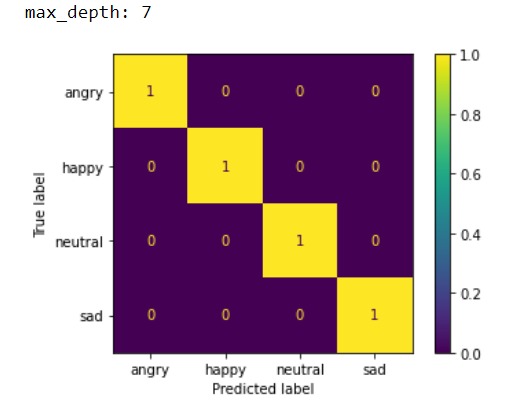 max_depth: 7
angry 1 0 0 0
happy 0 1 0 0
neutral 0 0 1 0
sad 0 0 0 1
angry happy neutral sad
Predicted label
True label
1.0
0.8
0.6
0.4
0.2
0.0